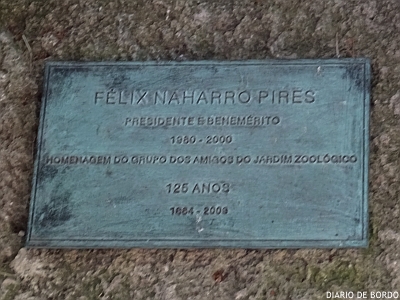 FÉLIX NAHARRO PIRES
PRESIDENTE E BENEMÉRITO
1980 - 2000
HOMENAGEM DO GRUPO DOS AMIGOS DO JARDIM ZOOLÓGICO
125 ANOS
1884 - 2009
DIARIO DE BORDO